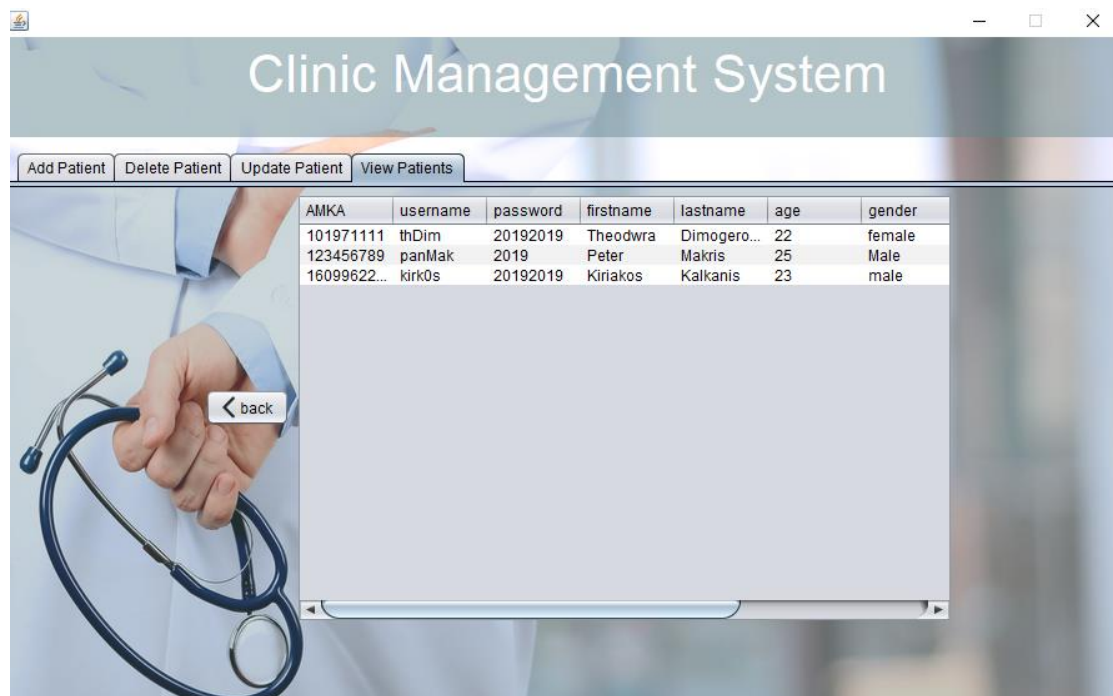 Clinic Management System
Add Patient Delete Patient Update Patient View Patients
AMKA username password firstname lastname age gender
101971111 thDim 20192019 Theodwra Dimogero... 22 female
123456789 panMak 2019 Peter Makris 25 Male
16099622... kirk0s 20192019 Kiriakos Kalkanis 23 male
back